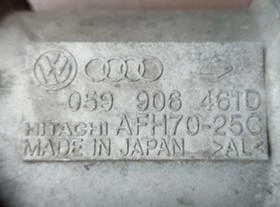 059 906 461D
HITACHI AFH70-25C
MADE IN JAPAN >AL<